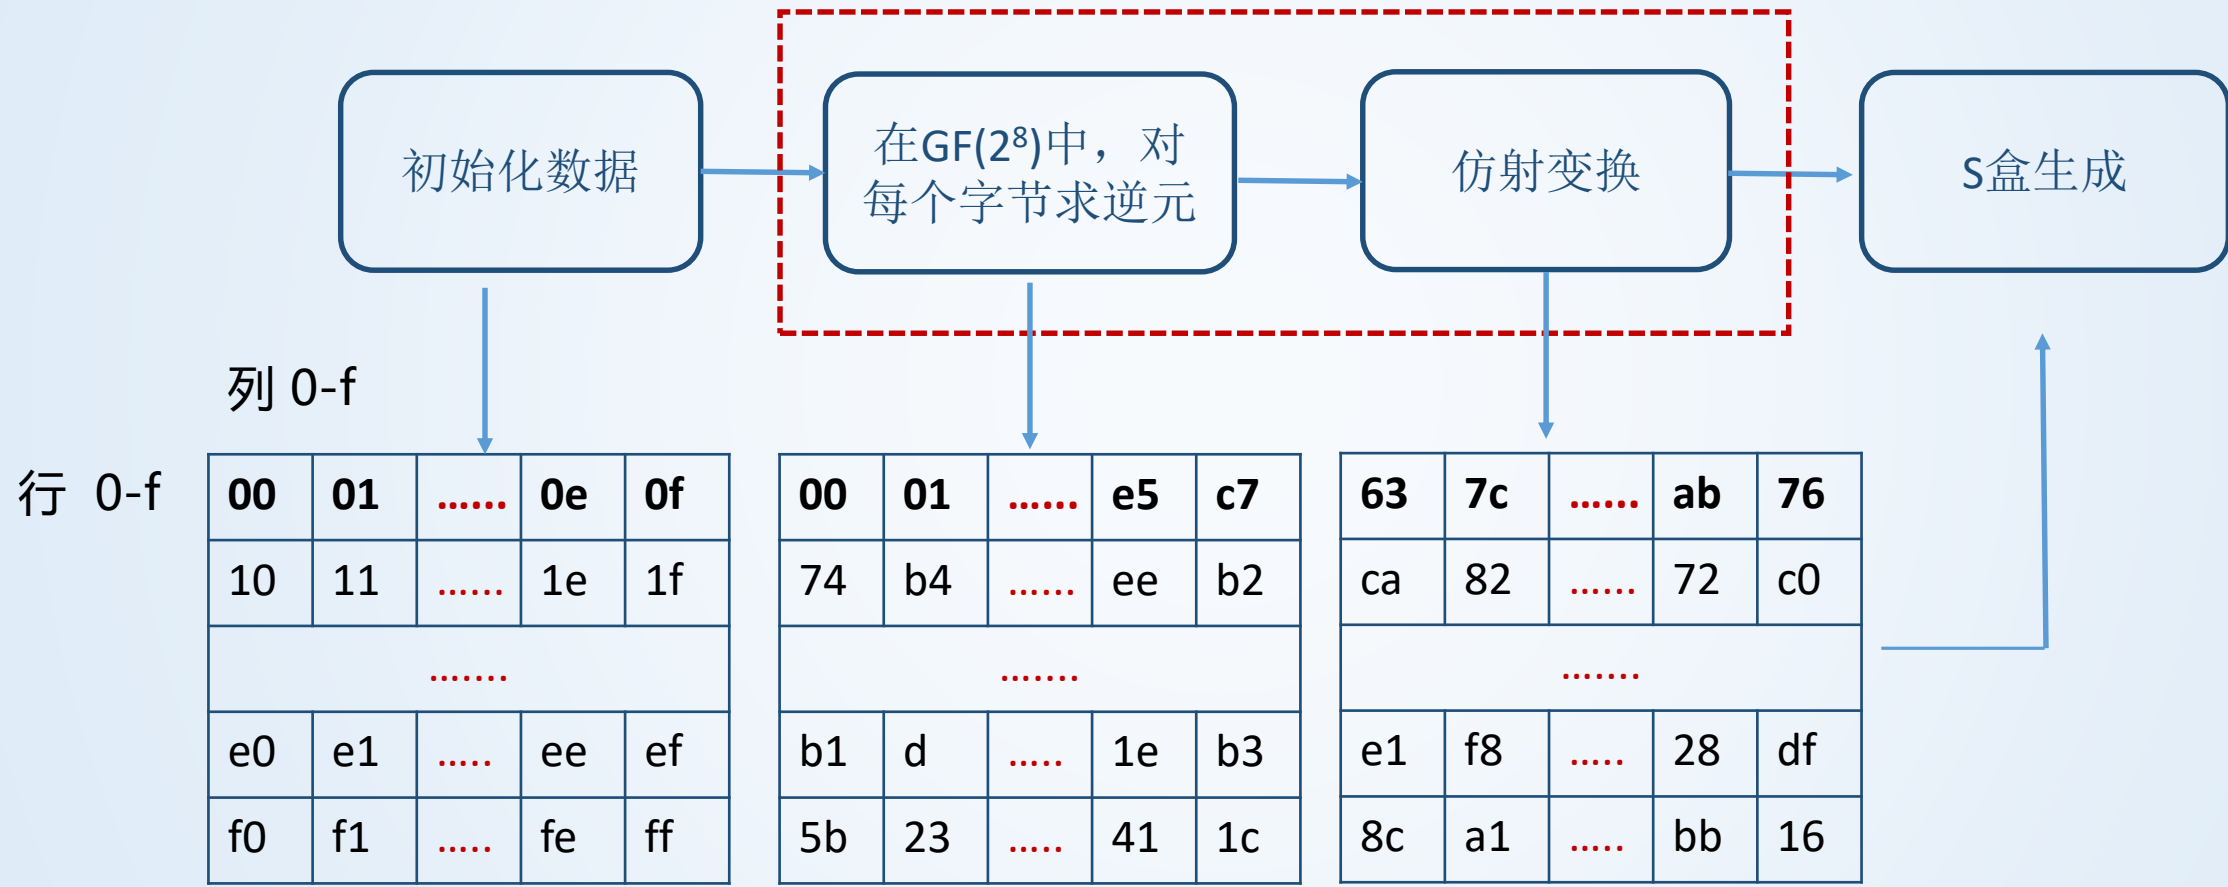 初始化数据
在GF(2⁸)中，对
每个字节求逆元
仿射变换
S盒生成
列 0-f
行 0-f
00 01 …… 0e 0f
10 11 …… 1e 1f
…….
e0 e1 ….. ee ef
f0 f1 ….. fe ff
00 01 …… e5 c7
74 b4 …… ee b2
…….
b1 d ….. 1e b3
5b 23 ….. 41 1c
63 7c …… ab 76
ca 82 …… 72 c0
…….
e1 f8 ….. 28 df
8c a1 ….. bb 16